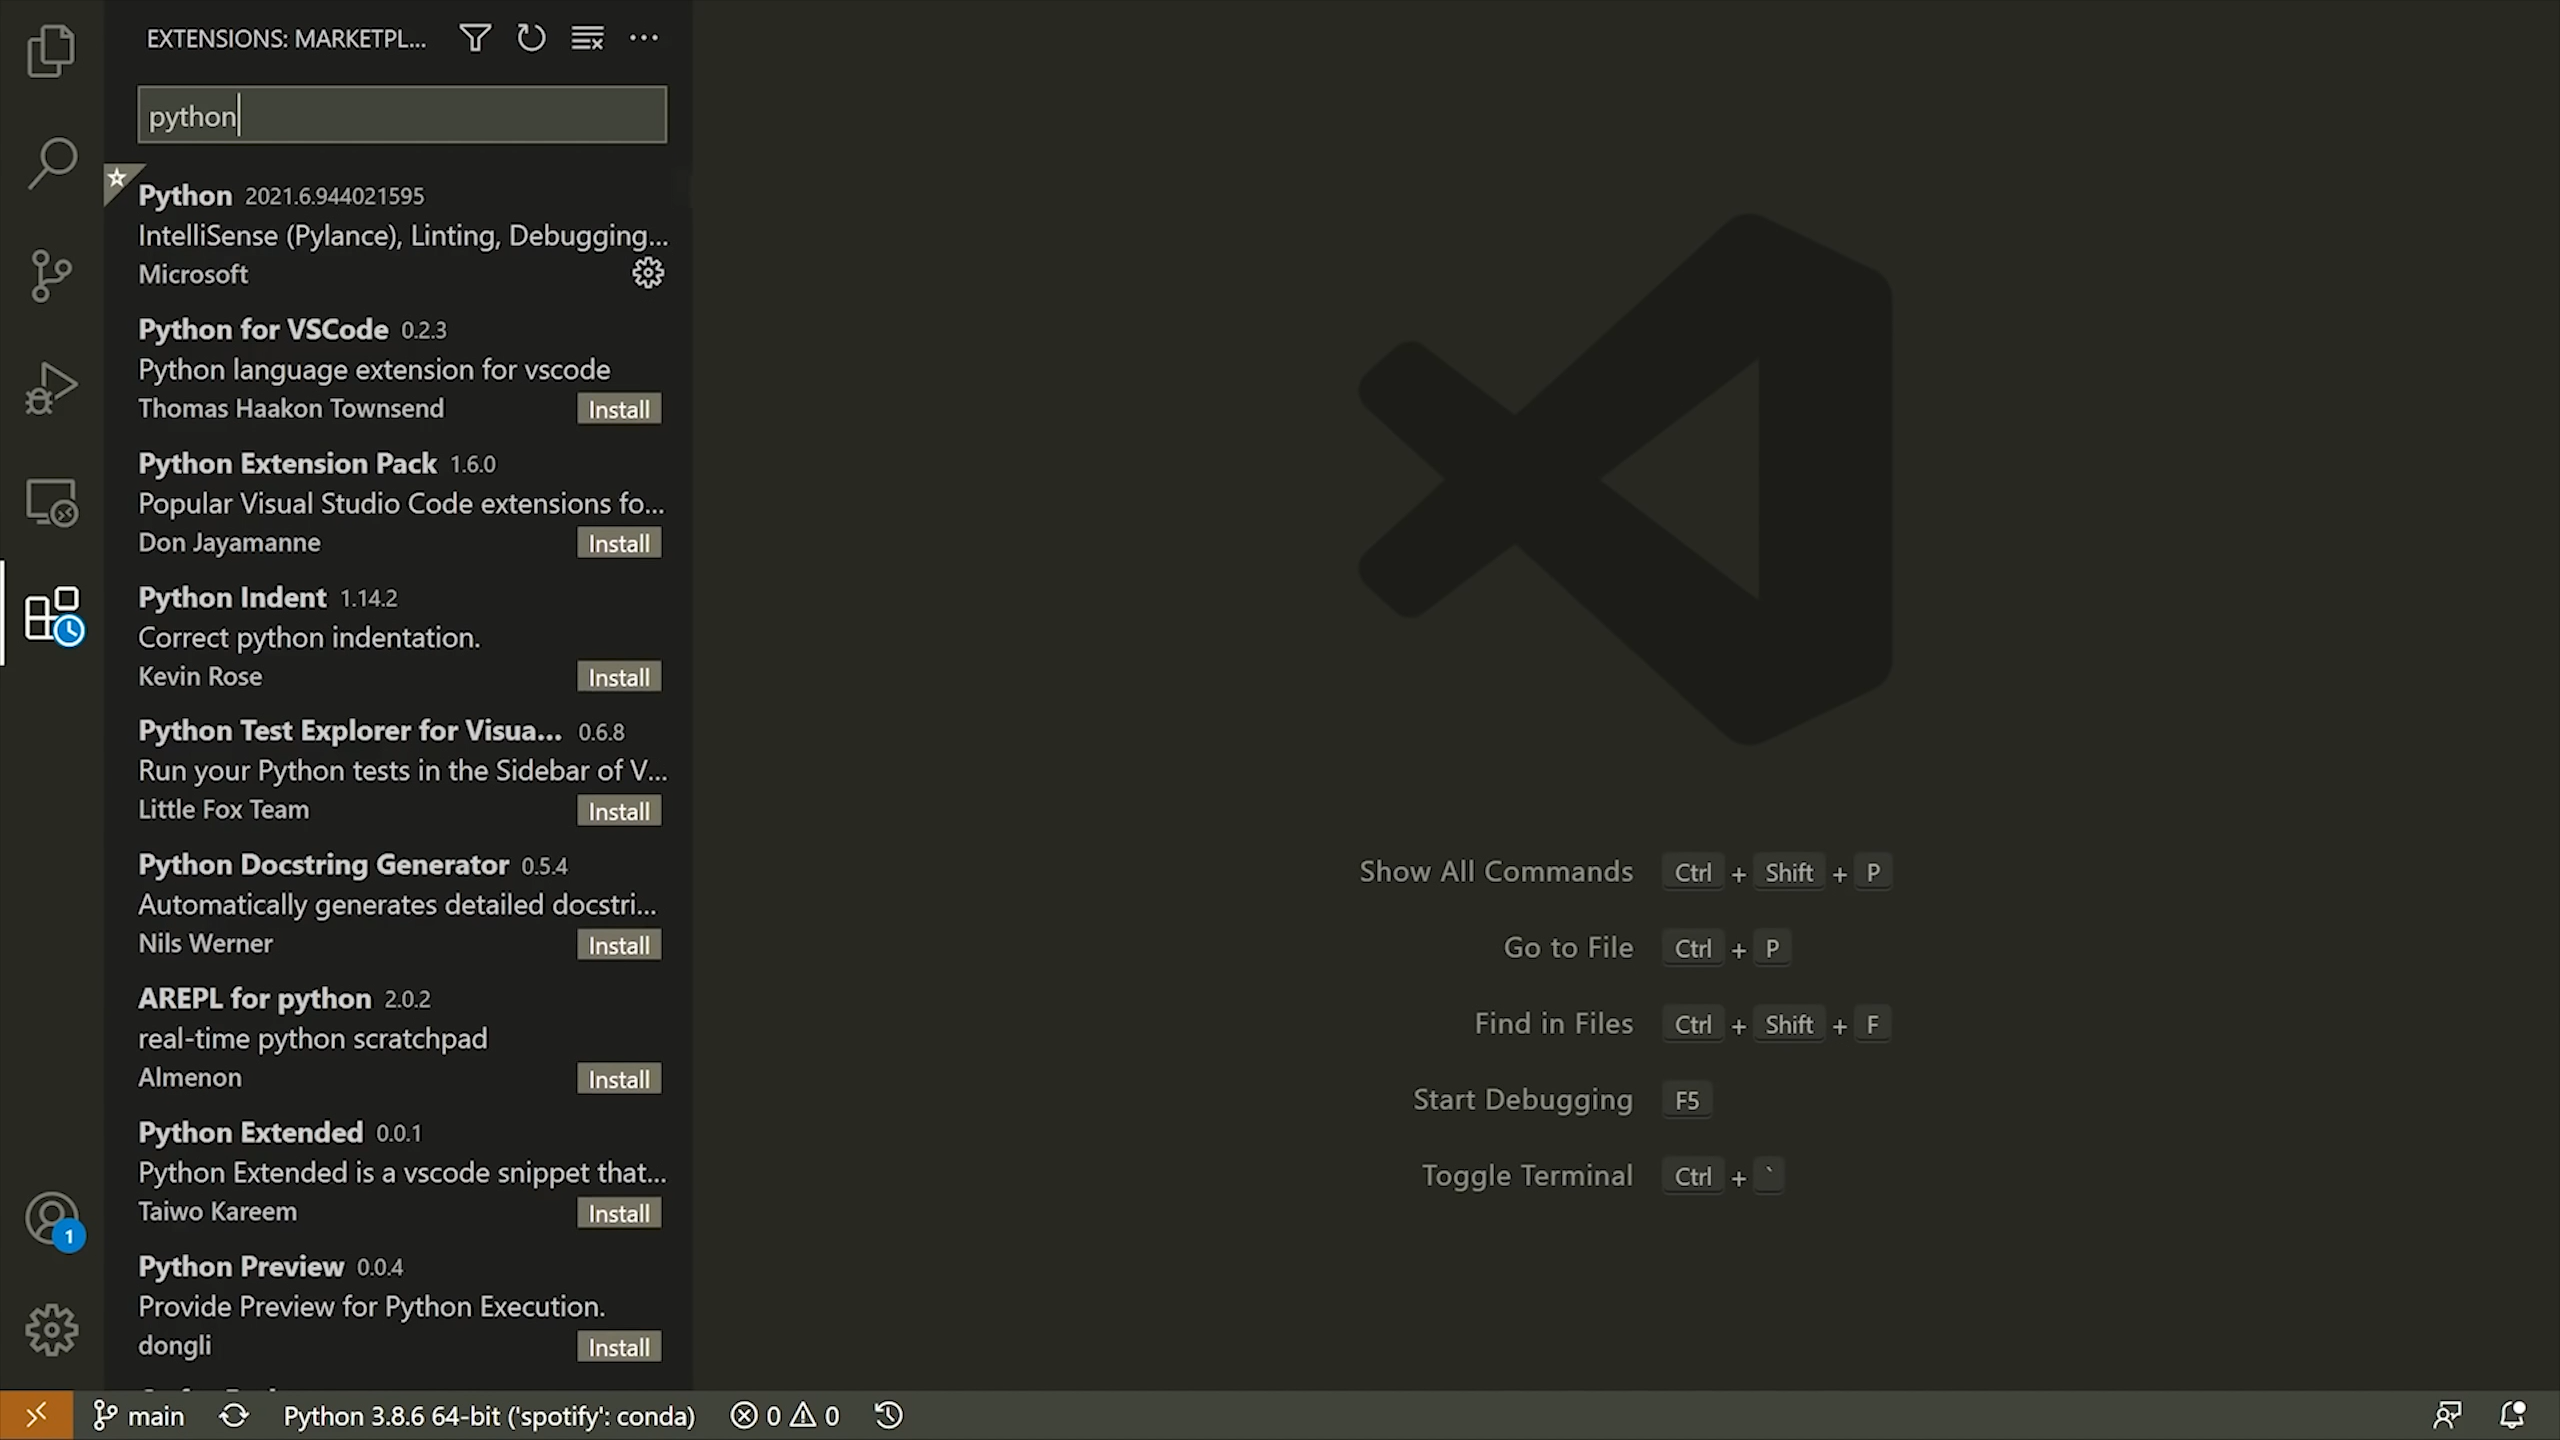 EXTENSIONS: MARKETPL...
python
Python 2021.6.944021595
IntelliSense (Pylance), Linting, Debugging...
Microsoft
Python for VSCode 0.2.3
Python language extension for vscode
Thomas Haakon Townsend Install
Python Extension Pack 1.6.0
Popular Visual Studio Code extensions fo...
Don Jayamanne Install
Python Indent 1.14.2
Correct python indentation.
Kevin Rose Install
Python Test Explorer for Visua... 0.6.8
Run your Python tests in the Sidebar of V...
Little Fox Team Install
Python Docstring Generator 0.5.4
Automatically generates detailed docstri...
Nils Werner Install
AREPL for python 2.0.2
real-time python scratchpad
Almenon Install
Python Extended 0.0.1
Python Extended is a vscode snippet that...
Taiwo Kareem Install
Python Preview 0.0.4
Provide Preview for Python Execution.
dongli Install
Show All Commands Ctrl + Shift + P
Go to File Ctrl + P
Find in Files Ctrl + Shift + F
Start Debugging F5
Toggle Terminal Ctrl + `
1
main Python 3.8.6 64-bit ('spotify': conda) 0 0